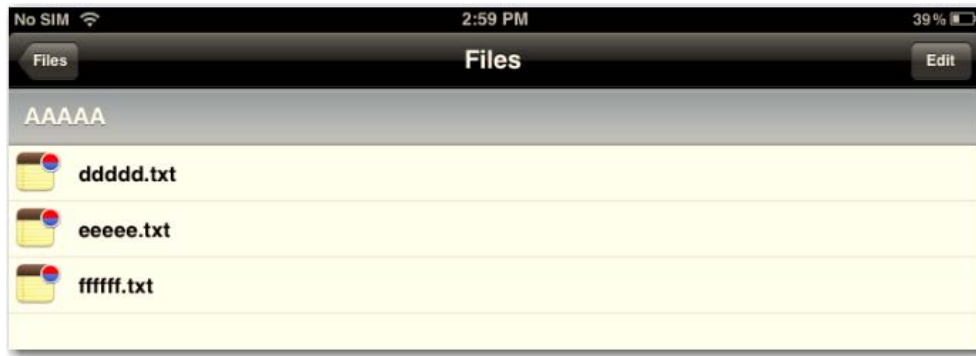 No SIM 2:59 PM 39%
Files Files Edit
AAAAA
ddddd.txt
eeeee.txt
ffffff.txt